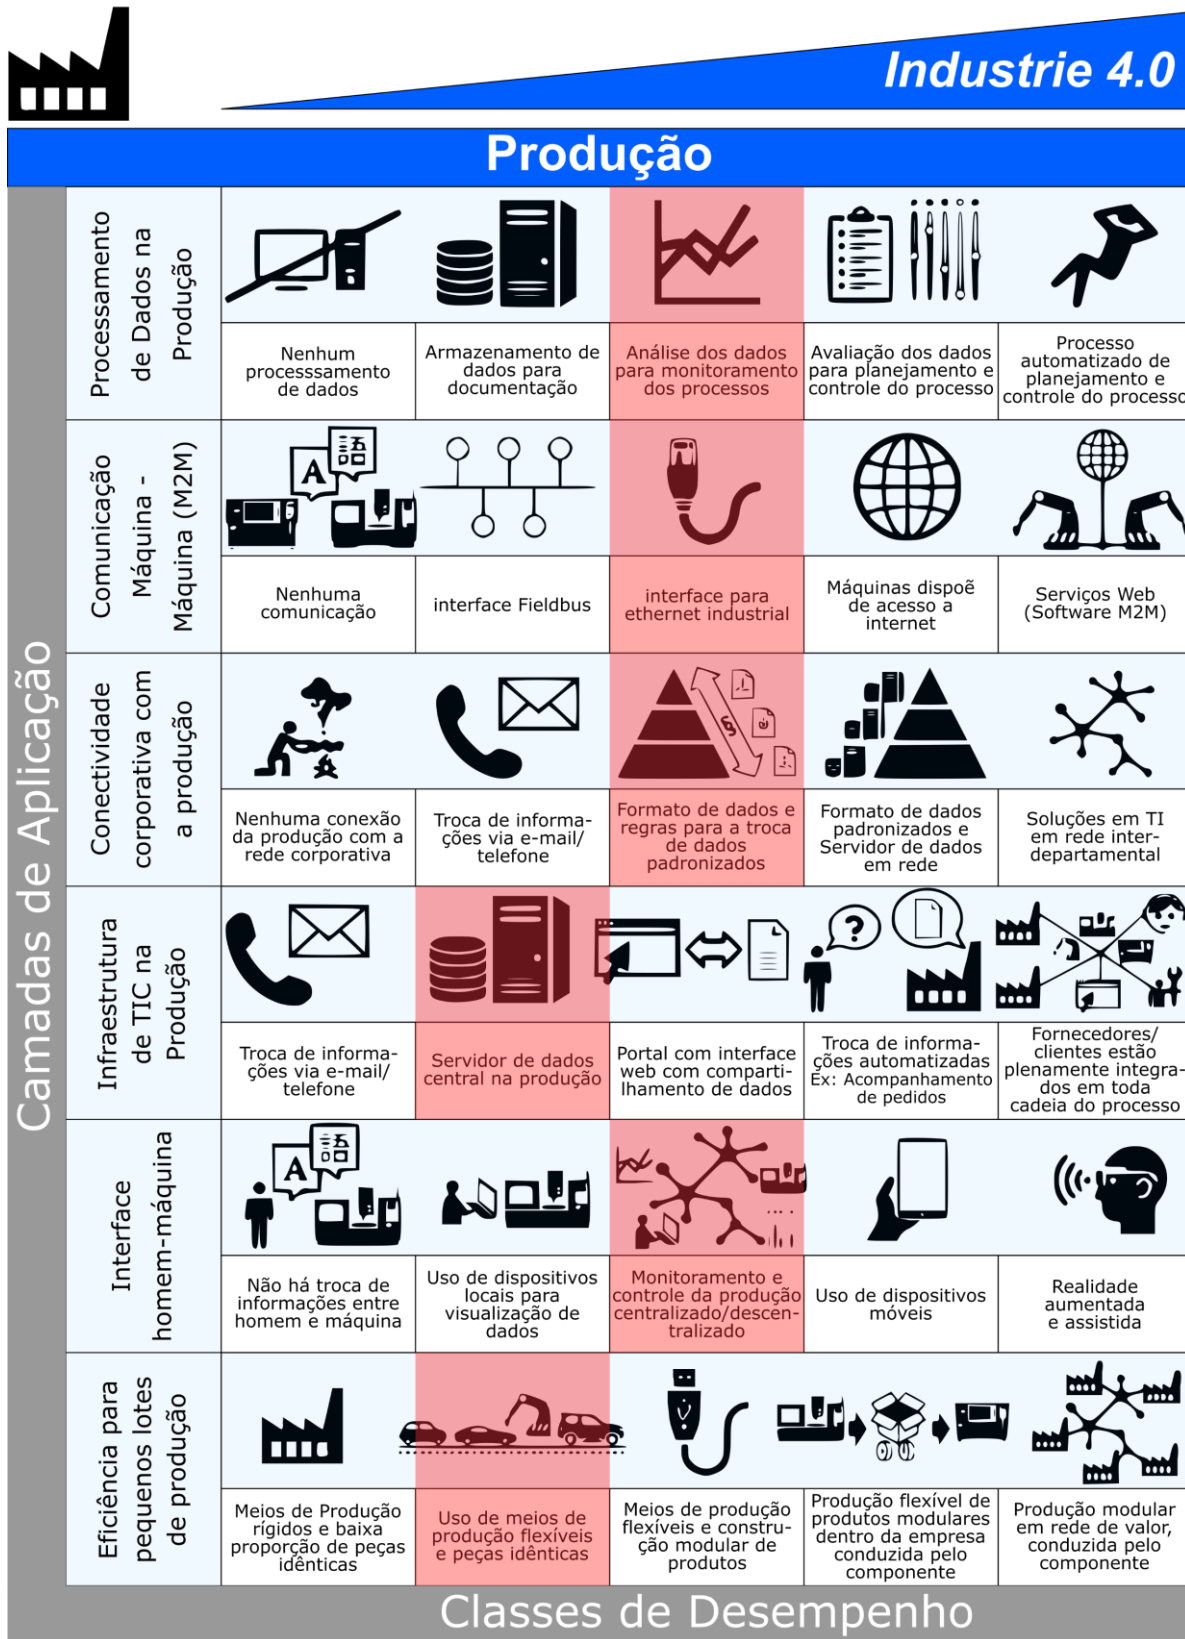 Industrie 4.0
Produção
Camadas de Aplicação
Processamento
de Dados na
Produção
Nenhum
processsamento
de dados
Armazenamento de
dados para
documentação
Análise dos dados
para monitoramento
dos processos
Avaliação dos dados
para planejamento e
controle do processo
Processo
automatizado de
planejamento e
controle do processo
Comunicação
Máquina -
Máquina (M2M)
A
語
Nenhuma
comunicação
interface Fieldbus
interface para
ethernet industrial
Máquinas dispoê
de acesso a
internet
Serviços Web
(Software M2M)
Conectividade
corporativa com
a produção
Nenhuma conexão
da produção com a
rede corporativa
Troca de informa-
ções via e-mail/
telefone
§
Formato de dados e
regras para a troca
de dados
padronizados
Formato de dados
padronizados e
Servidor de dados
em rede
Soluções em TI
em rede inter-
departamental
Infraestrutura
de TIC na
Produção
Troca de informa-
ções via e-mail/
telefone
Servidor de dados
central na produção
Portal com interface
web com comparti-
lhamento de dados
?
Troca de informa-
ções automatizadas
Ex: Acompanhamento
de pedidos
Fornecedores/
clientes estão
plenamente integra-
dos em toda
cadeia do processo
Interface
homem-máquina
A
語
Não há troca de
informações entre
homem e máquina
Uso de dispositivos
locais para
visualização de
dados
Monitoramento e
controle da produção
centralizado/descen-
tralizado
Uso de dispositivos
móveis
Realidade
aumentada
e assistida
Eficiência para
pequenos lotes
de produção
Meios de Produção
rígidos e baixa
proporção de peças
idênticas
Uso de meios de
produção flexíveis
e peças idênticas
Meios de produção
flexíveis e constru-
ção modular de
produtos
Produção flexível de
produtos modulares
dentro da empresa
conduzida pelo
componente
Produção modular
em rede de valor,
conduzida pelo
componente
Classes de Desempenho